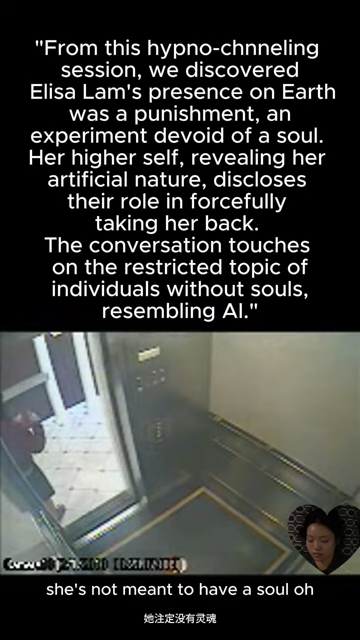 "From this hypno-chnneling
session, we discovered
Elisa Lam's presence on Earth
was a punishment, an
experiment devoid of a soul.
Her higher self, revealing her
artificial nature, discloses
their role in forcefully
taking her back.
The conversation touches
on the restricted topic of
individuals without souls,
resembling AI."
she's not meant to have a soul oh
她注定没有灵魂